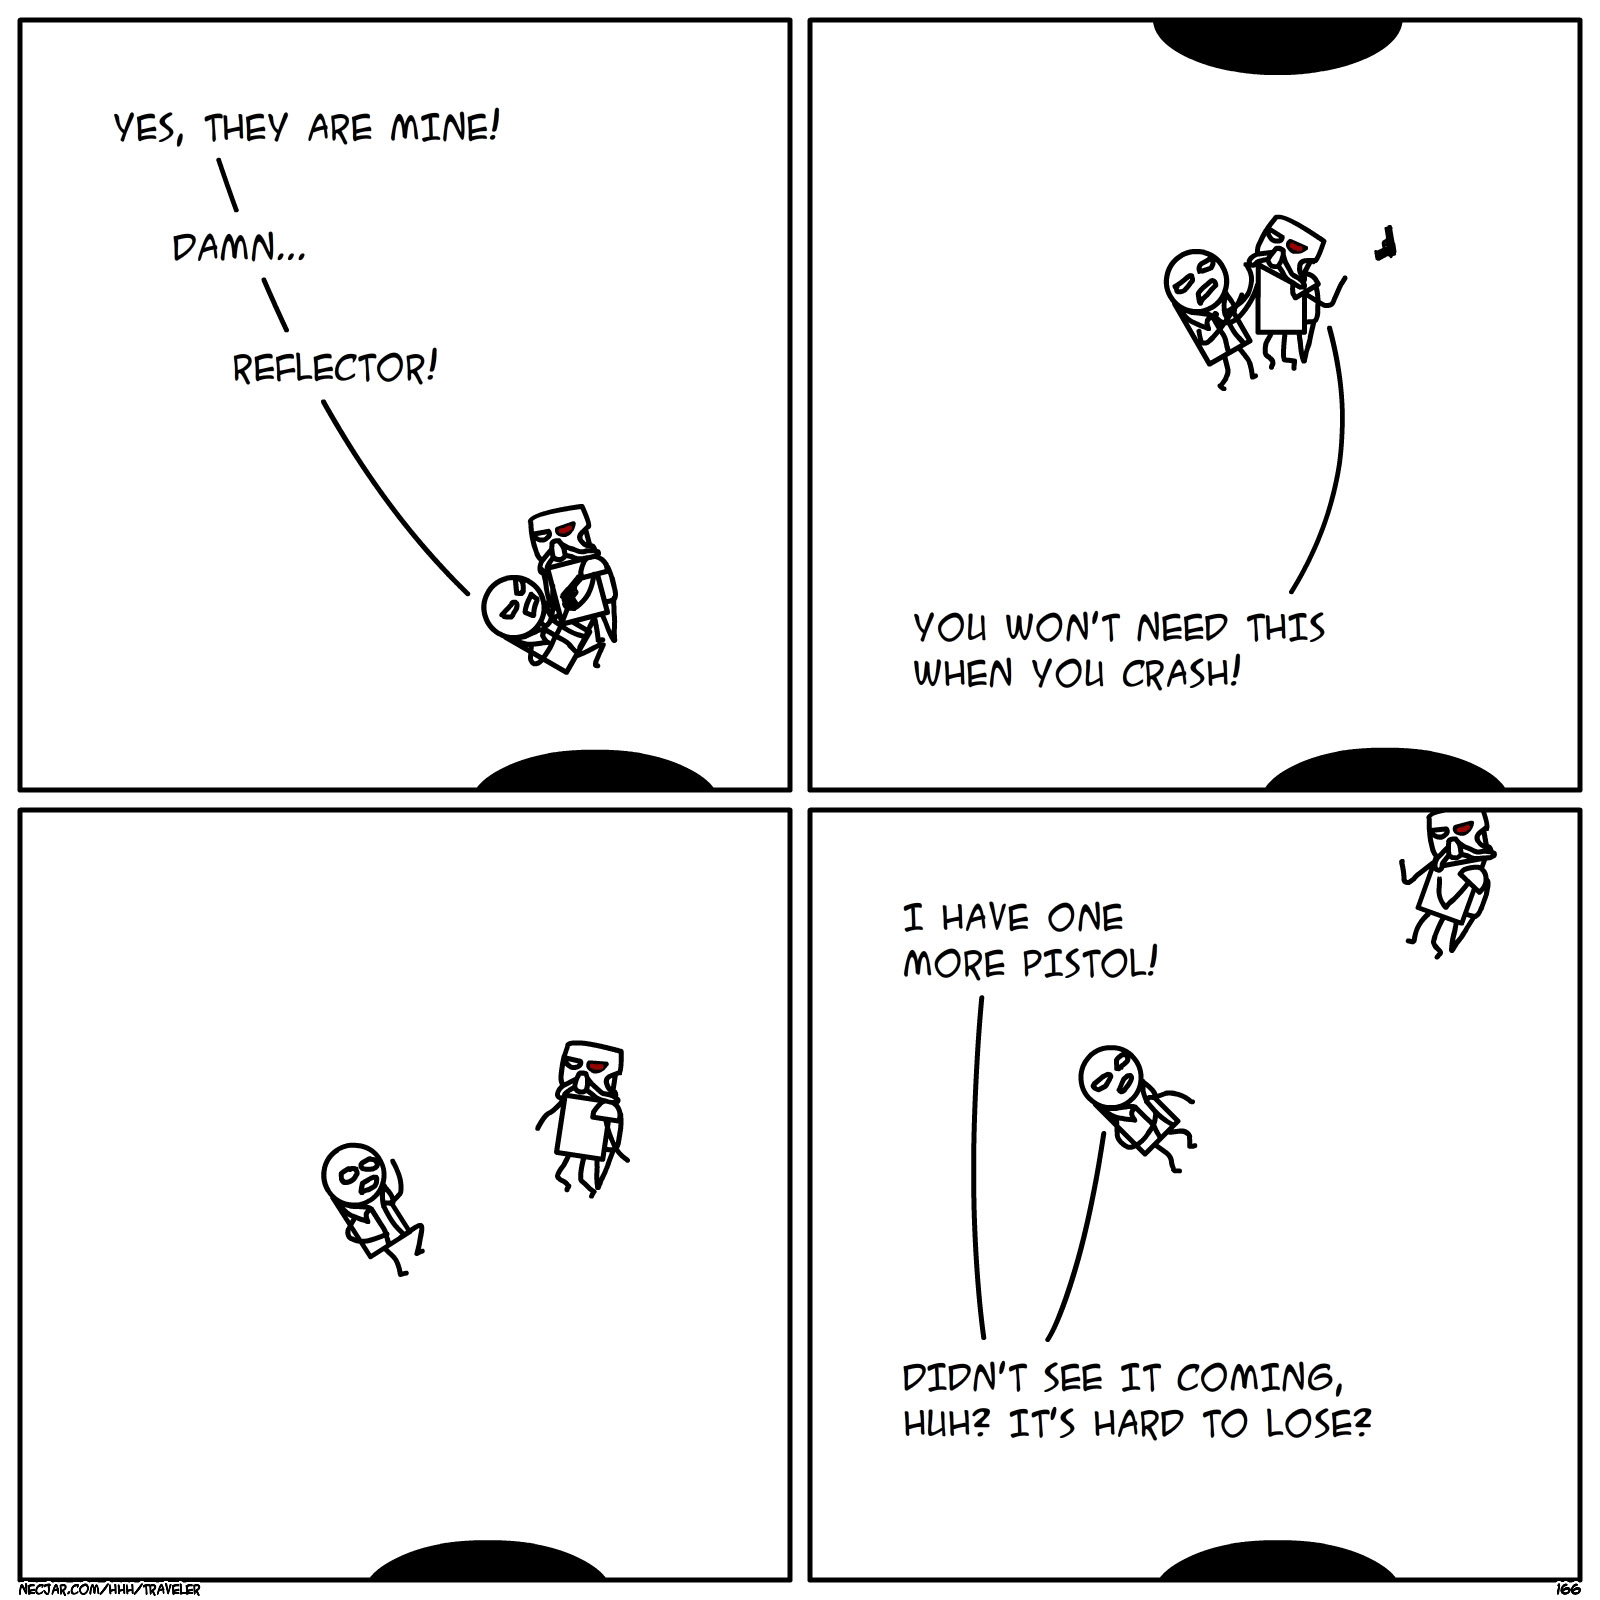 YES, THEY ARE MINE!
DAMN...
REFLECTOR!
YOU WON'T NEED THIS
WHEN YOU CRASH!
I HAVE ONE
MORE PISTOL!
DIDN'T SEE IT COMING,
HUH? IT'S HARD TO LOSE?
NECJAR.COM/HHH/TRAVELER
166